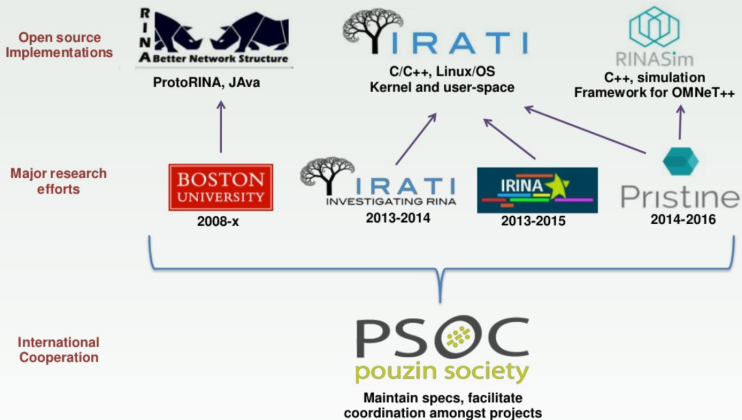 Open source
Implementations
RINA
A Better Network Structure
ProtoRINA, JAva
IRATI
C/C++, Linux/OS
Kernel and user-space
RINASim
C++, simulation
Framework for OMNeT++
Major research
efforts
BOSTON
UNIVERSITY
2008-x
IRATI
INVESTIGATING RINA
2013-2014
IRINA
2013-2015
Pristine
2014-2016
International
Cooperation
PSOC
pouzin society
Maintain specs, facilitate
coordination amongst projects